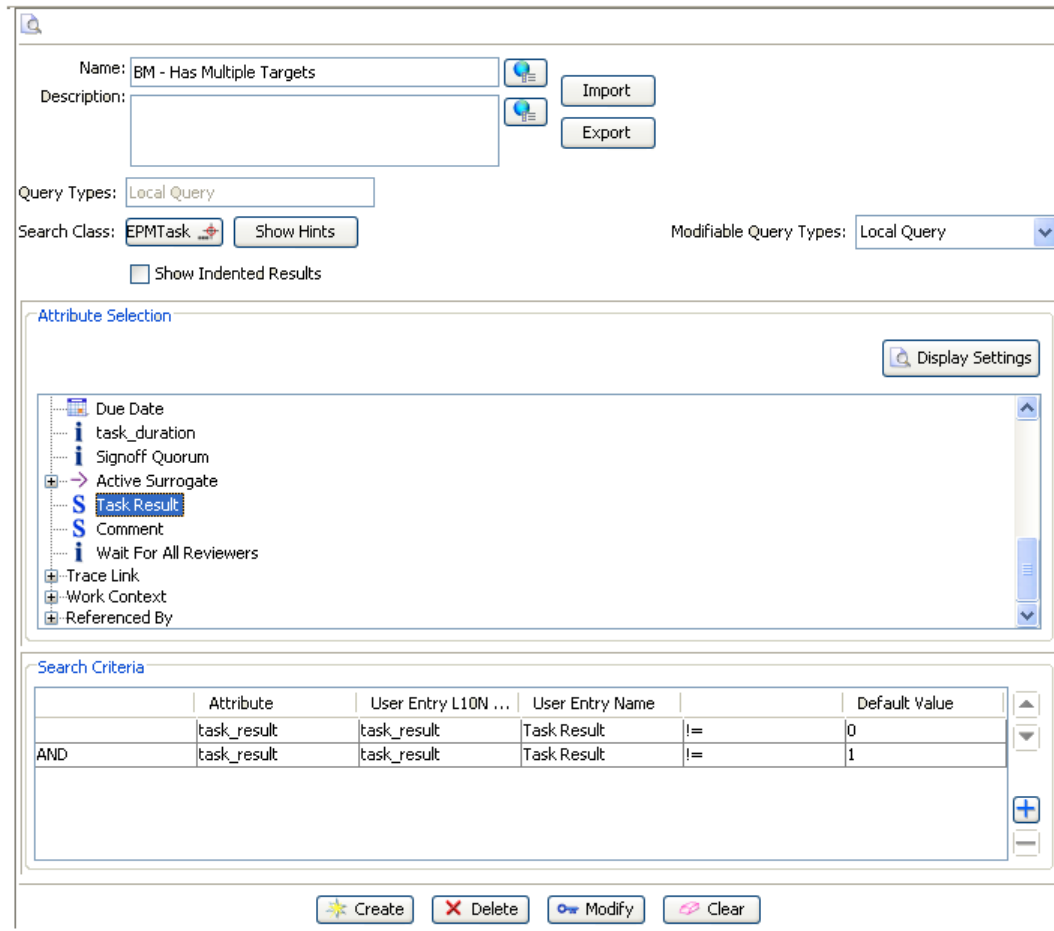 Name: BM - Has Multiple Targets
Import
Description:
Export
Query Types: Local Query
Search Class: EPMTask Show Hints Modifiable Query Types: Local Query
Show Indented Results
Attribute Selection
Display Settings
Due Date
task_duration
Signoff Quorum
Active Surrogate
Task Result
Comment
Wait For All Reviewers
Trace Link
Work Context
Referenced By
Search Criteria
Attribute User Entry L10N ... User Entry Name Default Value
task_result task_result Task Result != 0
AND task_result task_result Task Result != 1
Create Delete Modify Clear